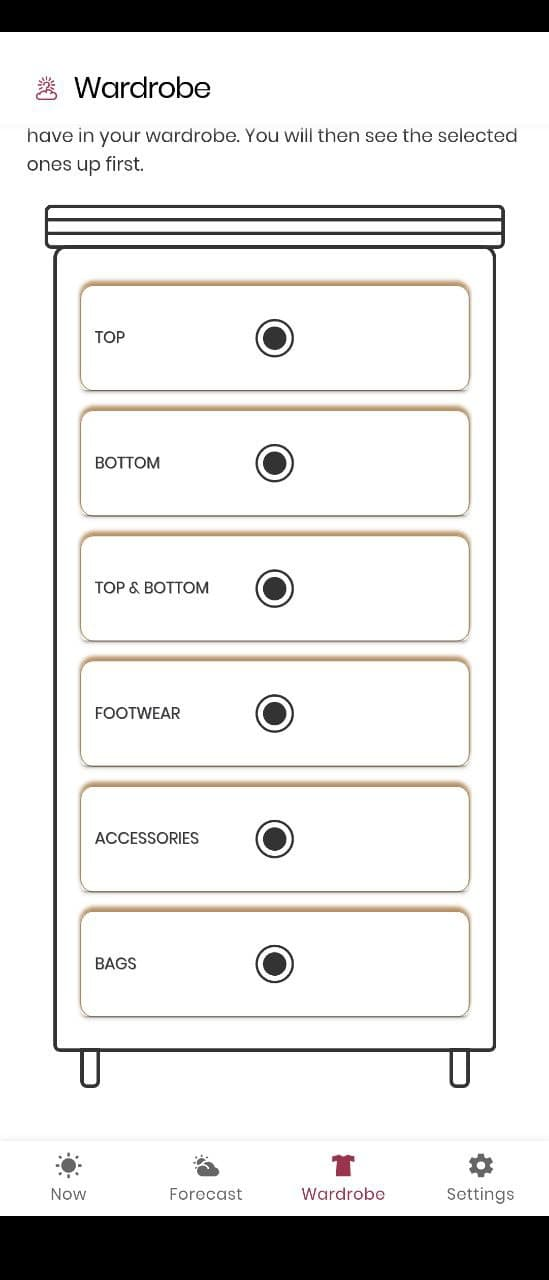 Wardrobe
have in your wardrobe. You will then see the selected
ones up first.
TOP
BOTTOM
TOP & BOTTOM
FOOTWEAR
ACCESSORIES
BAGS
Now Forecast Wardrobe Settings